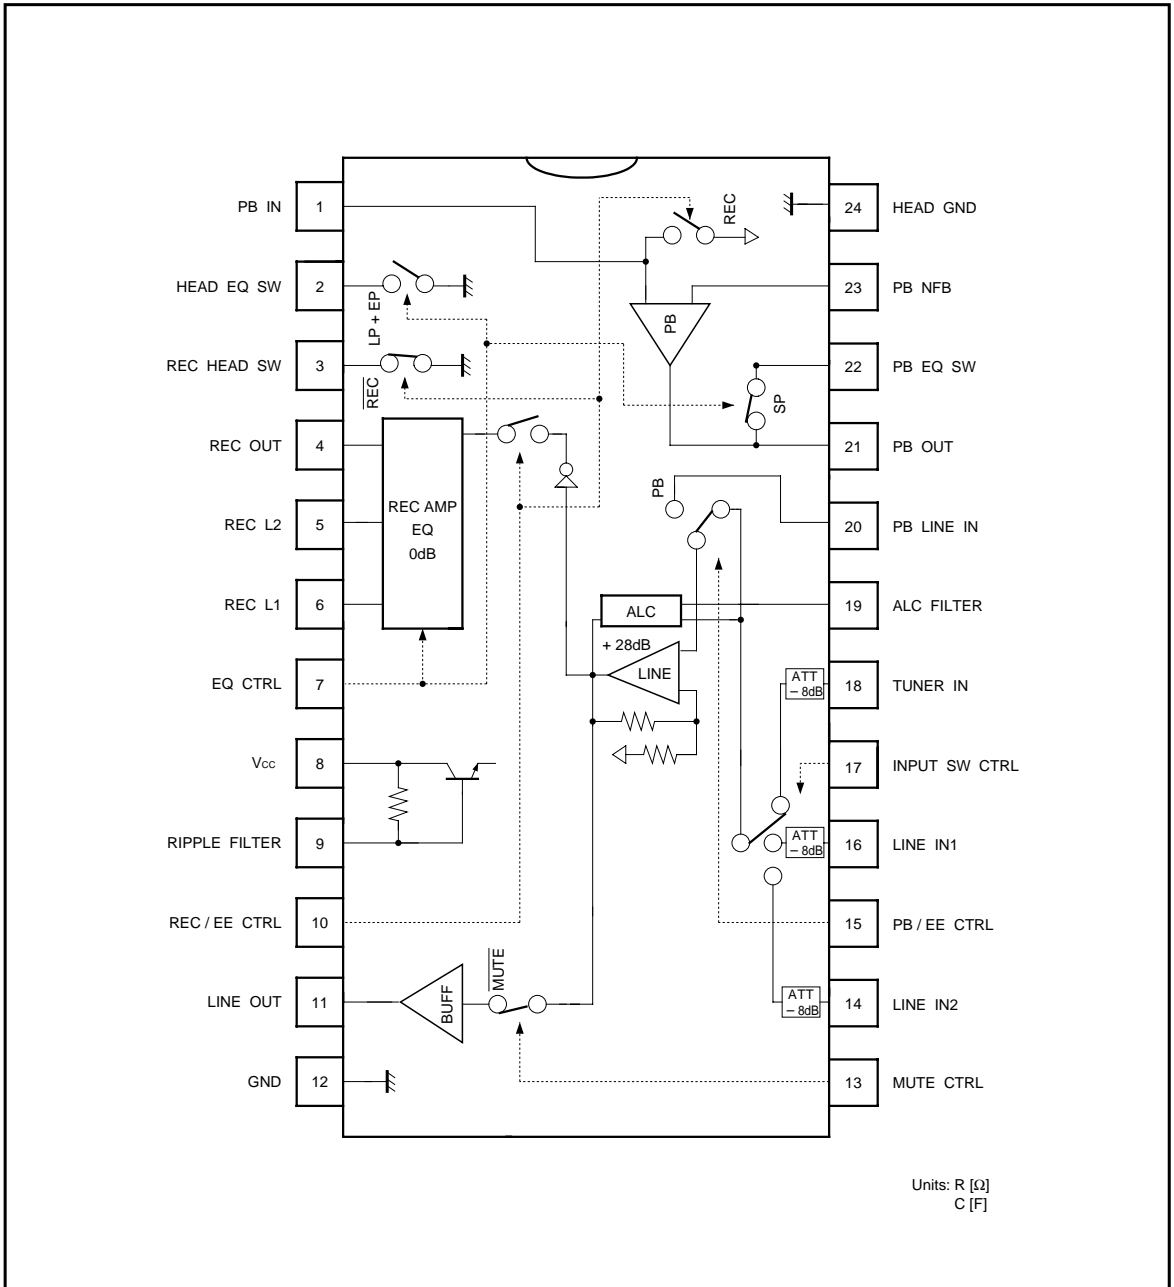 PB IN 1
HEAD EQ SW 2
REC HEAD SW 3
REC OUT 4
REC L2 5
REC L1 6
EQ CTRL 7
Vcc 8
RIPPLE FILTER 9
REC / EE CTRL 10
LINE OUT 11
GND 12
24 HEAD GND
23 PB NFB
22 PB EQ SW
21 PB OUT
20 PB LINE IN
19 ALC FILTER
18 TUNER IN
17 INPUT SW CTRL
16 LINE IN1
15 PB / EE CTRL
14 LINE IN2
13 MUTE CTRL
REC
LP + EP
PB
REC
SP
REC AMP
EQ
0dB
PB
ALC
+ 28dB
LINE
ATT
– 8dB
ATT
– 8dB
ATT
– 8dB
MUTE
BUFF
Units: R [Ω]
C [F]